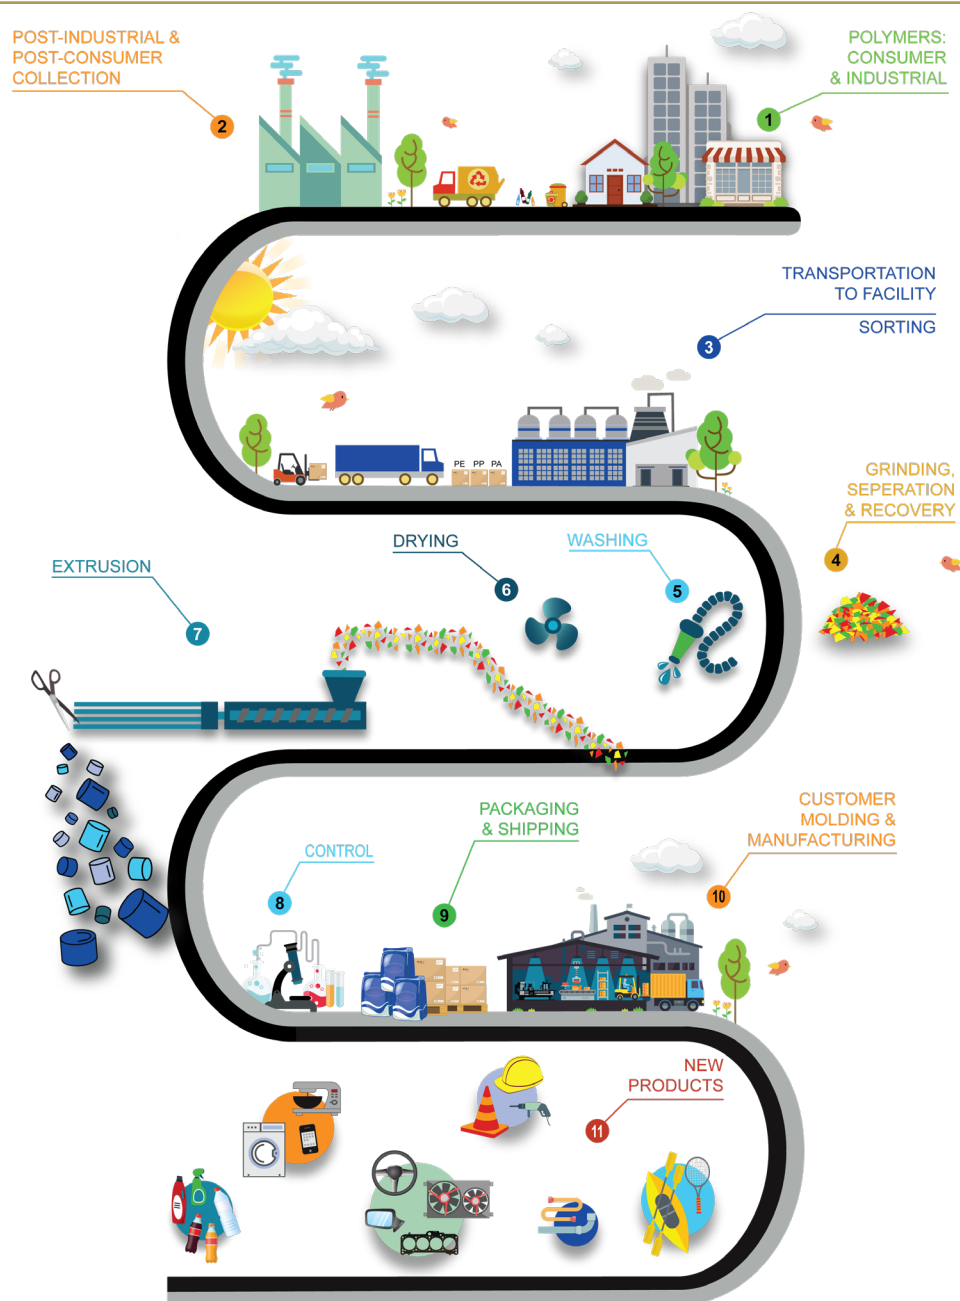 POST-INDUSTRIAL &
POST-CONSUMER
COLLECTION
2
POLYMERS:
CONSUMER
& INDUSTRIAL
1
TRANSPORTATION
TO FACILITY
SORTING
3
PE PP PA
GRINDING,
SEPERATION
& RECOVERY
4
WASHING
5
DRYING
6
EXTRUSION
7
CONTROL
8
PACKAGING
& SHIPPING
9
CUSTOMER
MOLDING &
MANUFACTURING
10
NEW
PRODUCTS
11